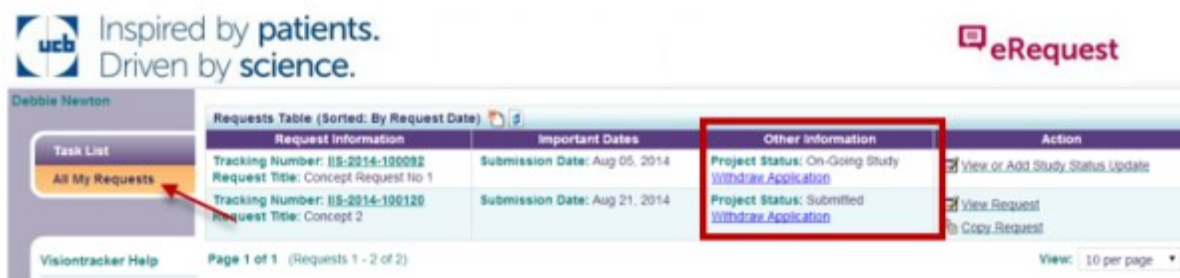 ucb
Inspired by patients.
Driven by science.
eRequest
Debbie Newton
Task List
All My Requests
Visiontracker Help
Requests Table (Sorted: By Request Date)
Request Information Important Dates Other Information Action
Tracking Number: IIS-2014-100092 Submission Date: Aug 05, 2014 Project Status: On-Going Study View or Add Study Status Update
Request Title: Concept Request No 1 Withdraw Application
Tracking Number: IIS-2014-100120 Submission Date: Aug 21, 2014 Project Status: Submitted View Request
Request Title: Concept 2 Withdraw Application Copy Request
Page 1 of 1 (Requests 1 - 2 of 2) View: 10 per page